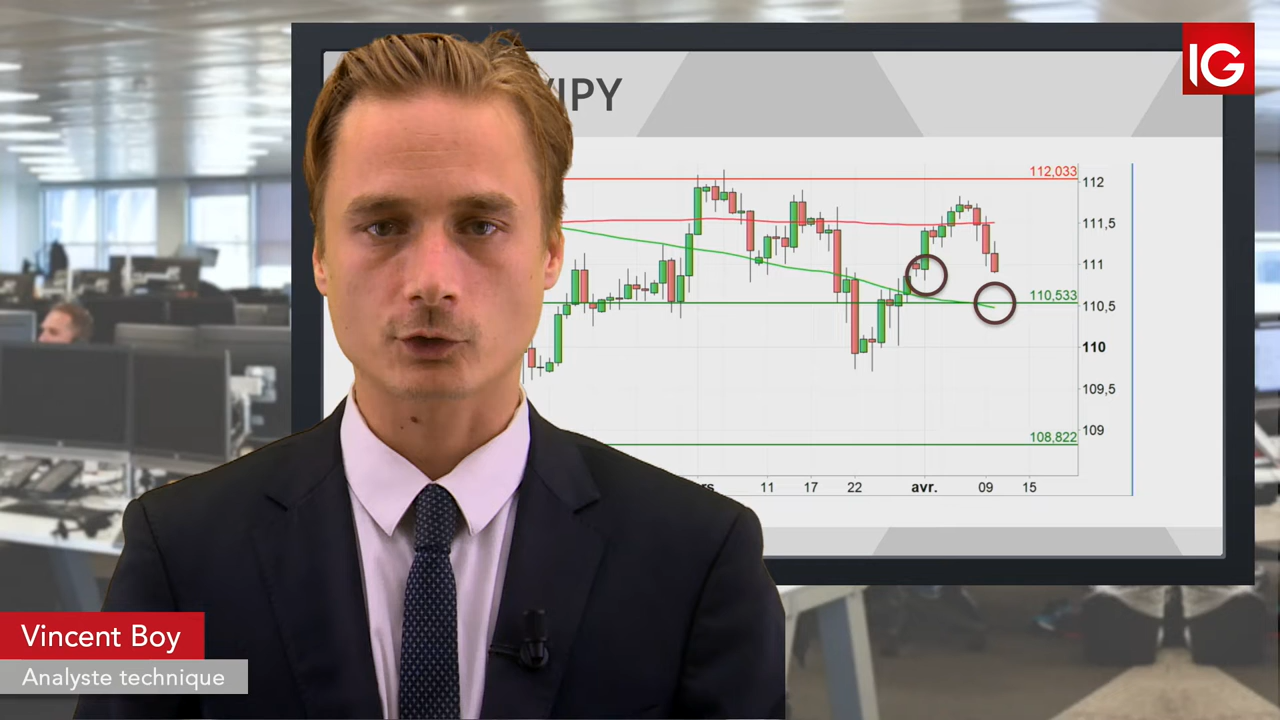 IG
/JPY
112,033
112
111,5
111
110,533
110,5
110
109,5
108,822
109
11 17 22 avr. 09 15
Vincent Boy
Analyste technique